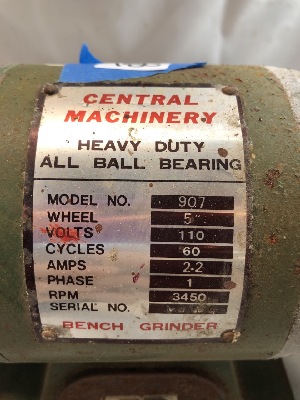 CENTRAL
MACHINERY
HEAVY DUTY
ALL BALL BEARING
MODEL NO. 907
WHEEL 5"
VOLTS 110
CYCLES 60
AMPS 2-2
PHASE 1
RPM 3450
SERIAL NO.
BENCH GRINDER